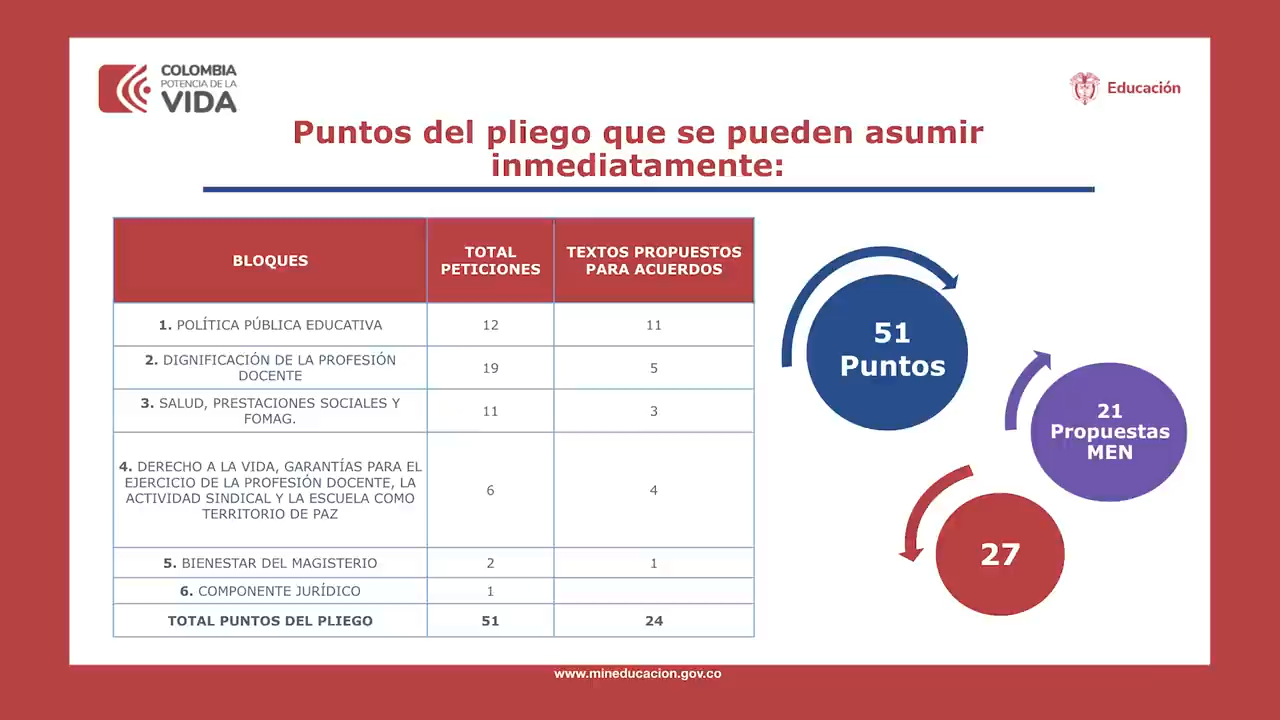 COLOMBIA
POTENCIA DE LA
VIDA
Educación
Puntos del pliego que se pueden asumir
inmediatamente:
BLOQUES
TOTAL
PETICIONES
TEXTOS PROPUESTOS
PARA ACUERDOS
1. POLÍTICA PÚBLICA EDUCATIVA
12
11
2. DIGNIFICACIÓN DE LA PROFESIÓN
DOCENTE
19
5
3. SALUD, PRESTACIONES SOCIALES Y
FOMAG.
11
3
4. DERECHO A LA VIDA, GARANTÍAS PARA EL
EJERCICIO DE LA PROFESIÓN DOCENTE, LA
ACTIVIDAD SINDICAL Y LA ESCUELA COMO
TERRITORIO DE PAZ
6
4
5. BIENESTAR DEL MAGISTERIO
2
1
6. COMPONENTE JURÍDICO
1
TOTAL PUNTOS DEL PLIEGO
51
24
51
Puntos
21
Propuestas
MEN
27
www.mineducacion.gov.co